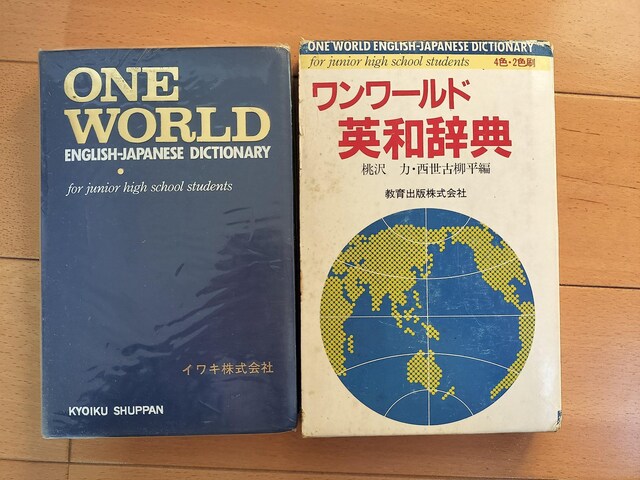 ONE
WORLD
ENGLISH-JAPANESE DICTIONARY
for junior high school students
イワキ株式会社
KYOIKU SHUPPAN
ONE WORLD ENGLISH-JAPANESE DICTIONARY
for junior high school students
4色・2色刷
ワンワールド
英和辞典
桃沢 力・西世古柳平編
教育出版株式会社